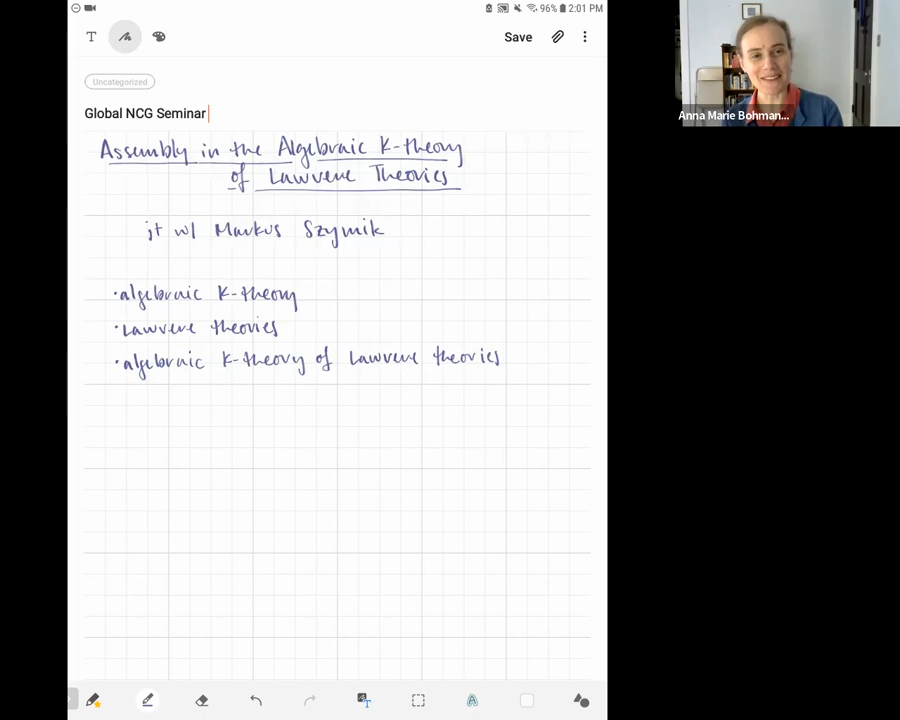 96% 2:01 PM
T
Save
Uncategorized
Global NCG Seminar
Assembly in the Algebraic K-theory
of Lawvere Theories
jt w/ Markus Szymik
• algebraic K-theory
• Lawvere theories
• algebraic K-theory of Lawvere theories
Anna Marie Bohman...